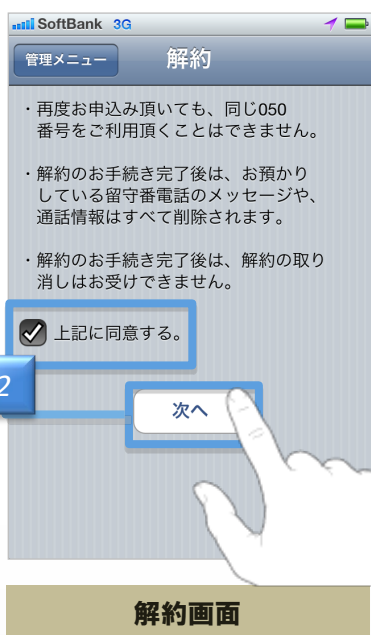 SoftBank 3G
管理メニュー 解約
・再度お申込み頂いても、同じ050
番号をご利用頂くことはできません。
・解約のお手続き完了後は、お預かり
している留守番電話のメッセージや、
通話情報はすべて削除されます。
・解約のお手続き完了後は、解約の取り
消しはお受けできません。
上記に同意する。
2
次へ
解約画面